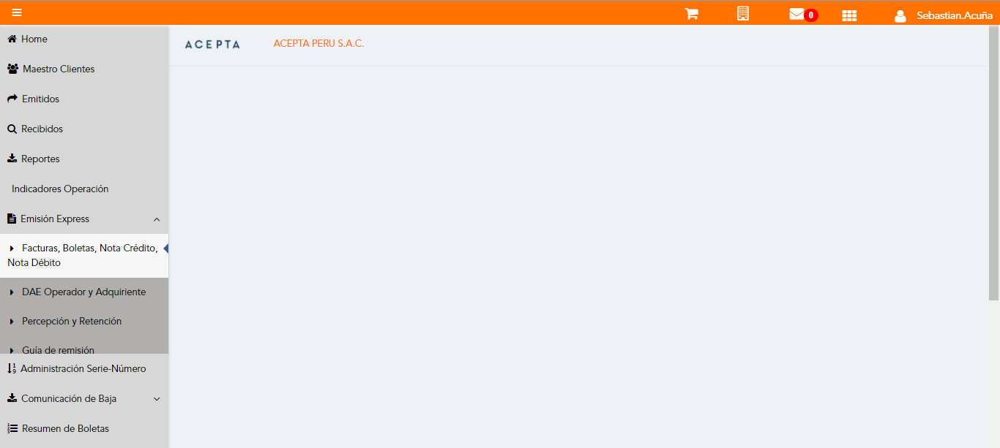 0
Sebastian.Acuña
Home
Maestro Clientes
Emitidos
Recibidos
Reportes
Indicadores Operación
Emisión Express
Facturas, Boletas, Nota Crédito,
Nota Débito
DAE Operador y Adquiriente
Percepción y Retención
Guía de remisión
Administración Serie-Número
Comunicación de Baja
Resumen de Boletas
ACEPTA
ACEPTA PERU S.A.C.